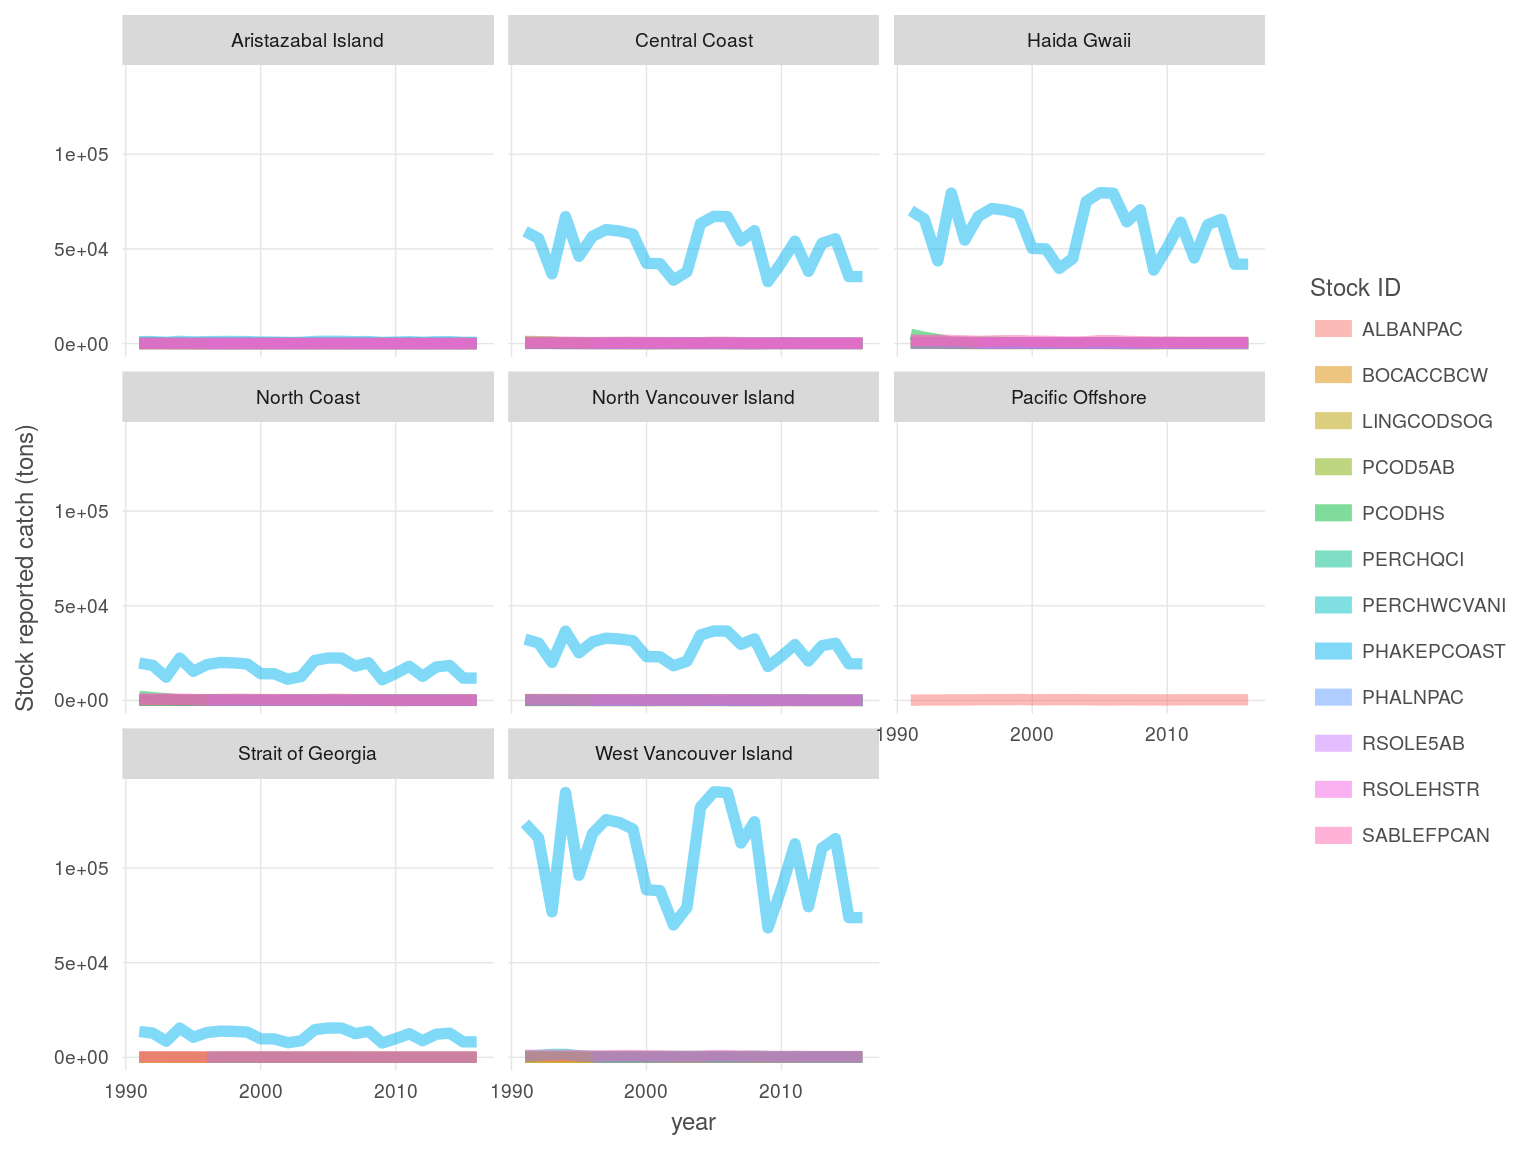 Aristazabal Island
Central Coast
Haida Gwaii
1e+05
5e+04
0e+00
North Coast
North Vancouver Island
Pacific Offshore
1e+05
5e+04
0e+00
1990
2000
2010
Strait of Georgia
West Vancouver Island
1e+05
5e+04
0e+00
1990
2000
2010
1990
2000
2010
year
Stock reported catch (tons)
Stock ID
ALBANPAC
BOCACCBCW
LINGCODSOG
PCOD5AB
PCODHS
PERCHQCI
PERCHWCVANI
PHAKEPCOAST
PHALNPAC
RSOLE5AB
RSOLEHSTR
SABLEFPCAN